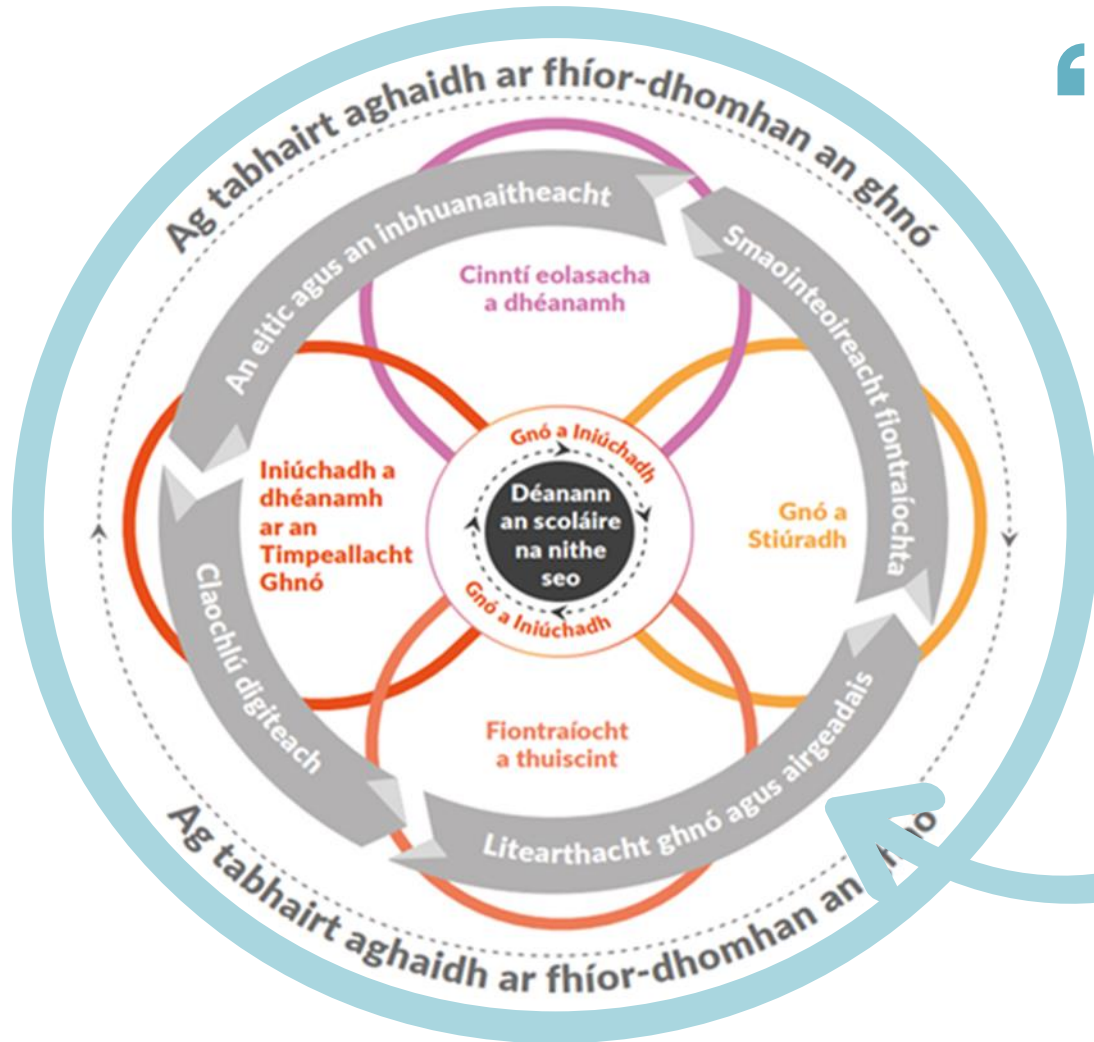 Ag tabhairt aghaidh ar fhíor-dhomhan an ghnó
“
An eitic agus an inbhuanaitheacht
Smaointeoireacht fiontraíochta
Cinntí eolasacha
a dhéanamh
Gnó a Iniúchadh
Iniúchadh a
dhéanamh
ar an
Timpeallacht
Ghnó
Déanann
an scoláire
na nithe
seo
Gnó a
Stiúradh
Gnó a Iniúchadh
Claochlú digiteach
Fiontraíocht
a thuiscint
Litearthacht ghnó agus airgeadais
Ag tabhairt aghaidh ar fhíor-dhomhan an